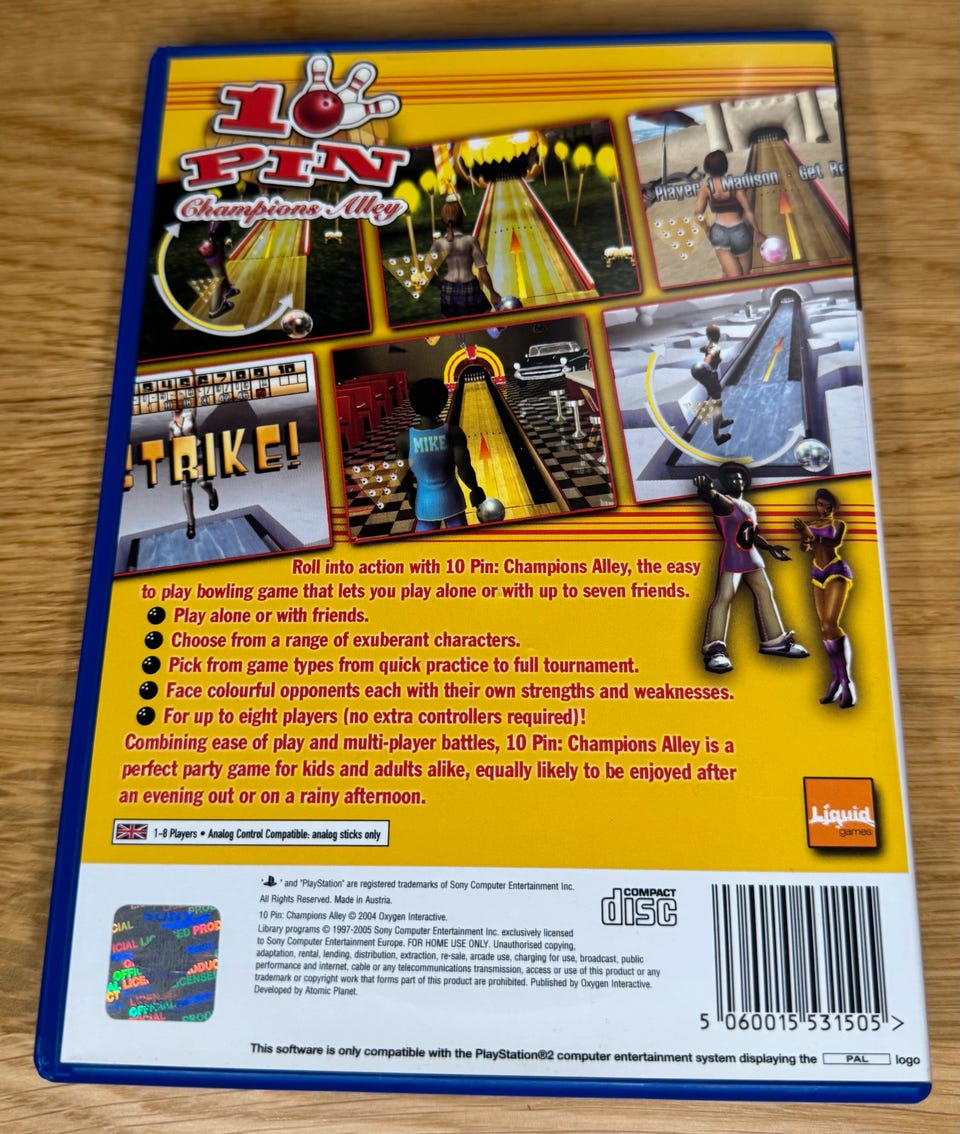 10
PIN
Champions Alley
Player 1 Madison - Get Re
STRIKE!
MIKE
Roll into action with 10 Pin: Champions Alley, the easy
to play bowling game that lets you play alone or with up to seven friends.
Play alone or with friends.
Choose from a range of exuberant characters.
Pick from game types from quick practice to full tournament.
Face colourful opponents each with their own strengths and weaknesses.
For up to eight players (no extra controllers required)!
Combining ease of play and multi-player battles, 10 Pin: Champions Alley is a
perfect party game for kids and adults alike, equally likely to be enjoyed after
an evening out or on a rainy afternoon.
Liquid
games
1-8 Players • Analog Control Compatible: analog sticks only
" " and "PlayStation" are registered trademarks of Sony Computer Entertainment Inc.
All Rights Reserved. Made in Austria.
10 Pin: Champions Alley © 2004 Oxygen Interactive.
Library programs © 1997-2005 Sony Computer Entertainment Inc. exclusively licensed
to Sony Computer Entertainment Europe. FOR HOME USE ONLY. Unauthorised copying,
adaptation, rental, lending, distribution, extraction, re-sale, arcade use, charging for use, broadcast, public
performance and internet, cable or any telecommunications transmission, access or use of this product or any
trademark or copyright work that forms part of this product are prohibited. Published by Oxygen Interactive.
Developed by Atomic Planet.
COMPACT
disc
SONY
5 060015 531505 >
This software is only compatible with the PlayStation®2 computer entertainment system displaying the PAL logo